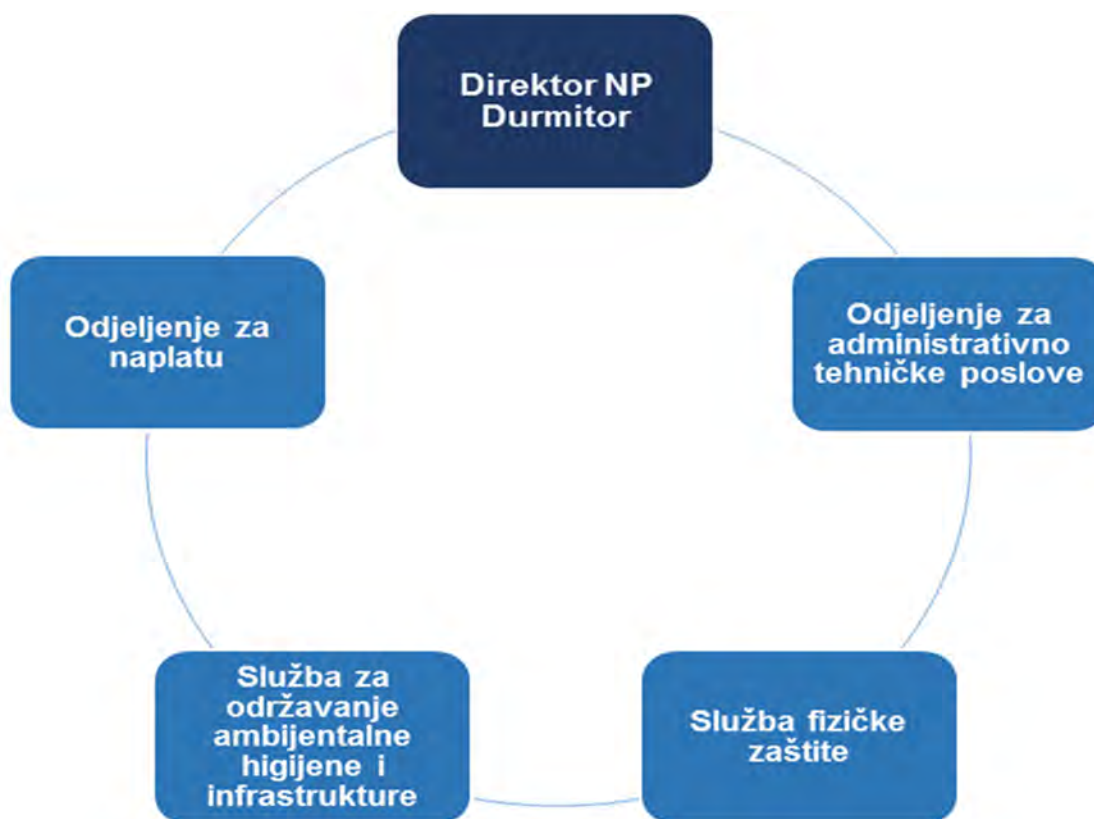 Direktor NP
Durmitor
Odjeljenje za
naplatu
Odjeljenje za
administrativno
tehničke poslove
Služba za
održavanje
ambijentalne
higijene i
infrastrukture
Služba fizičke
zaštite